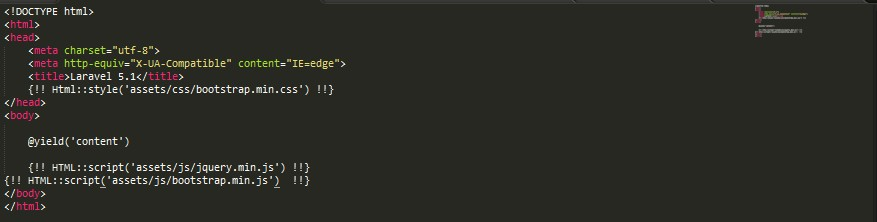 <!DOCTYPE html>
<html>
<head>
    <meta charset="utf-8">
    <meta http-equiv="X-UA-Compatible" content="IE=edge">
    <title>Laravel 5.1</title>
    {!! Html::style('assets/css/bootstrap.min.css') !!}
</head>
<body>
    @yield('content')
    {!! HTML::script('assets/js/jquery.min.js') !!}
{!! HTML::script('assets/js/bootstrap.min.js')  !!}
</body>
</html>